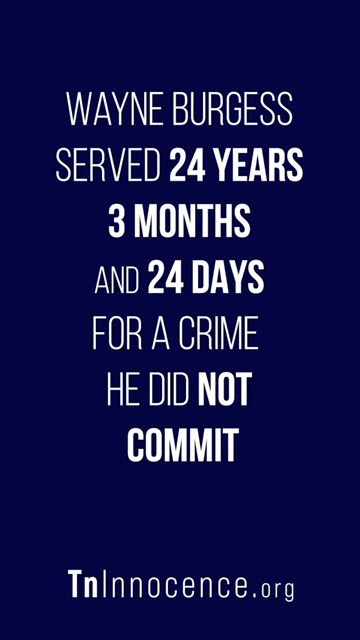 WAYNE BURGESS
SERVED 24 YEARS
3 MONTHS
AND 24 DAYS
FOR A CRIME
HE DID NOT
COMMIT
TnInnocence.org